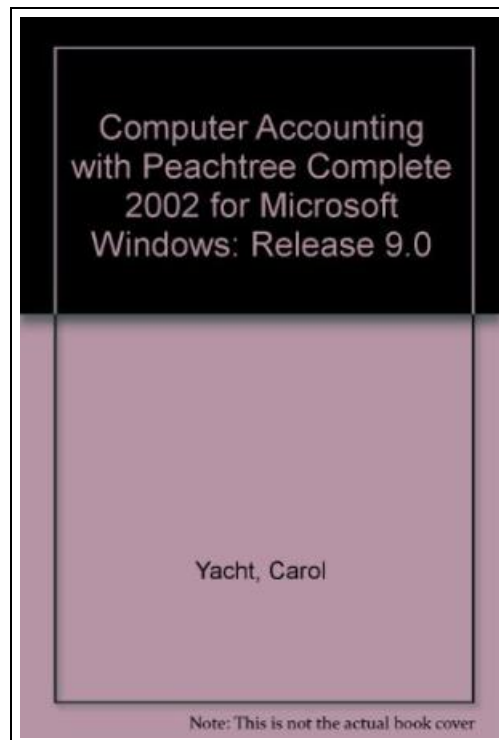 Computer Accounting
with Peachtree Complete
2002 for Microsoft
Windows: Release 9.0
Yacht, Carol
Note: This is not the actual book cover